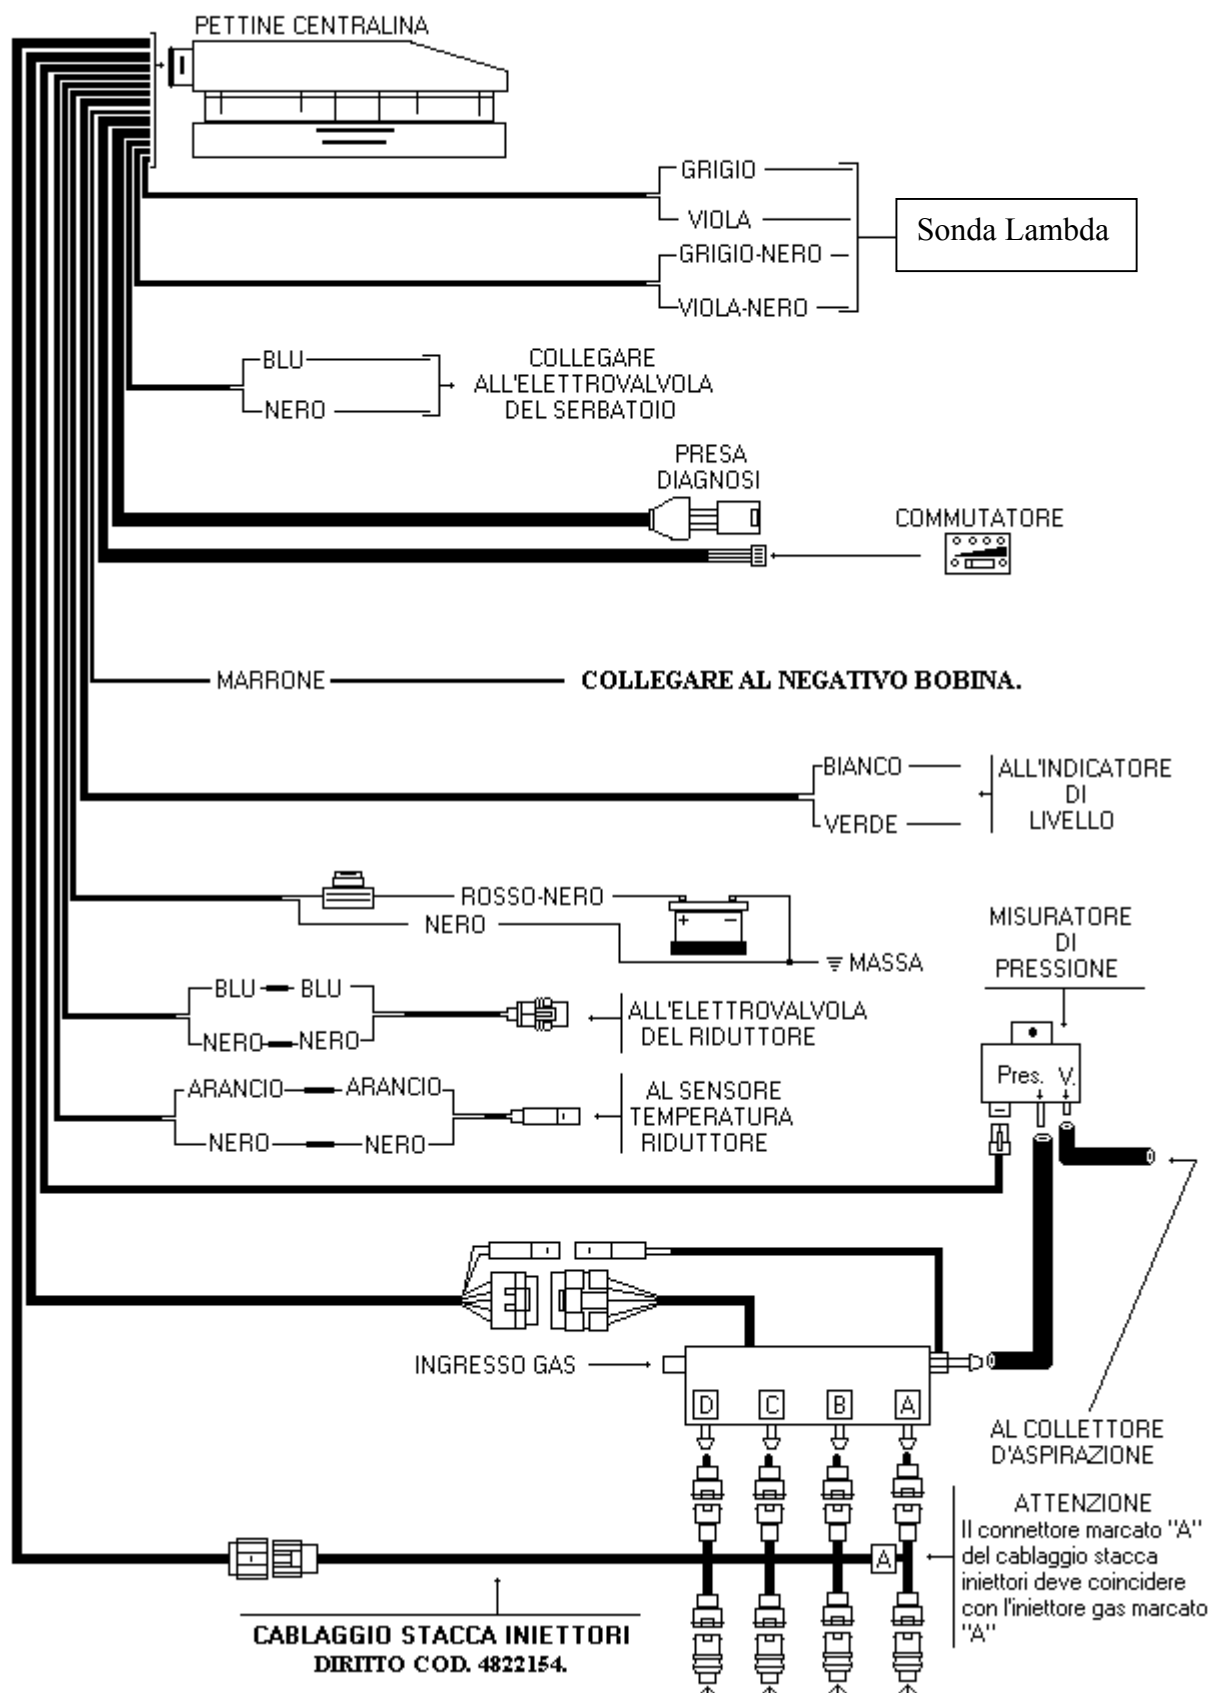 PETTINE CENTRALINA
GRIGIO
VIOLA
GRIGIO-NERO
VIOLA-NERO
Sonda Lambda
BLU
NERO
COLLEGARE
ALL'ELETTROVALVOLA
DEL SERBATOIO
PRESA
DIAGNOSI
COMMUTATORE
MARRONE
COLLEGARE AL NEGATIVO BOBINA.
BIANCO
VERDE
ALL'INDICATORE
DI
LIVELLO
ROSSO-NERO
NERO
+ −
MASSA
MISURATORE
DI
PRESSIONE
Pres. V.
BLU BLU
NERO NERO
ALL'ELETTROVALVOLA
DEL RIDUTTORE
ARANCIO ARANCIO
NERO NERO
AL SENSORE
TEMPERATURA
RIDUTTORE
INGRESSO GAS
D C B A
AL COLLETTORE
D'ASPIRAZIONE
A
ATTENZIONE
Il connettore marcato "A"
del cablaggio stacca
iniettori deve coincidere
con l'iniettore gas marcato
"A"
CABLAGGIO STACCA INIETTORI
DIRITTO COD. 4822154.